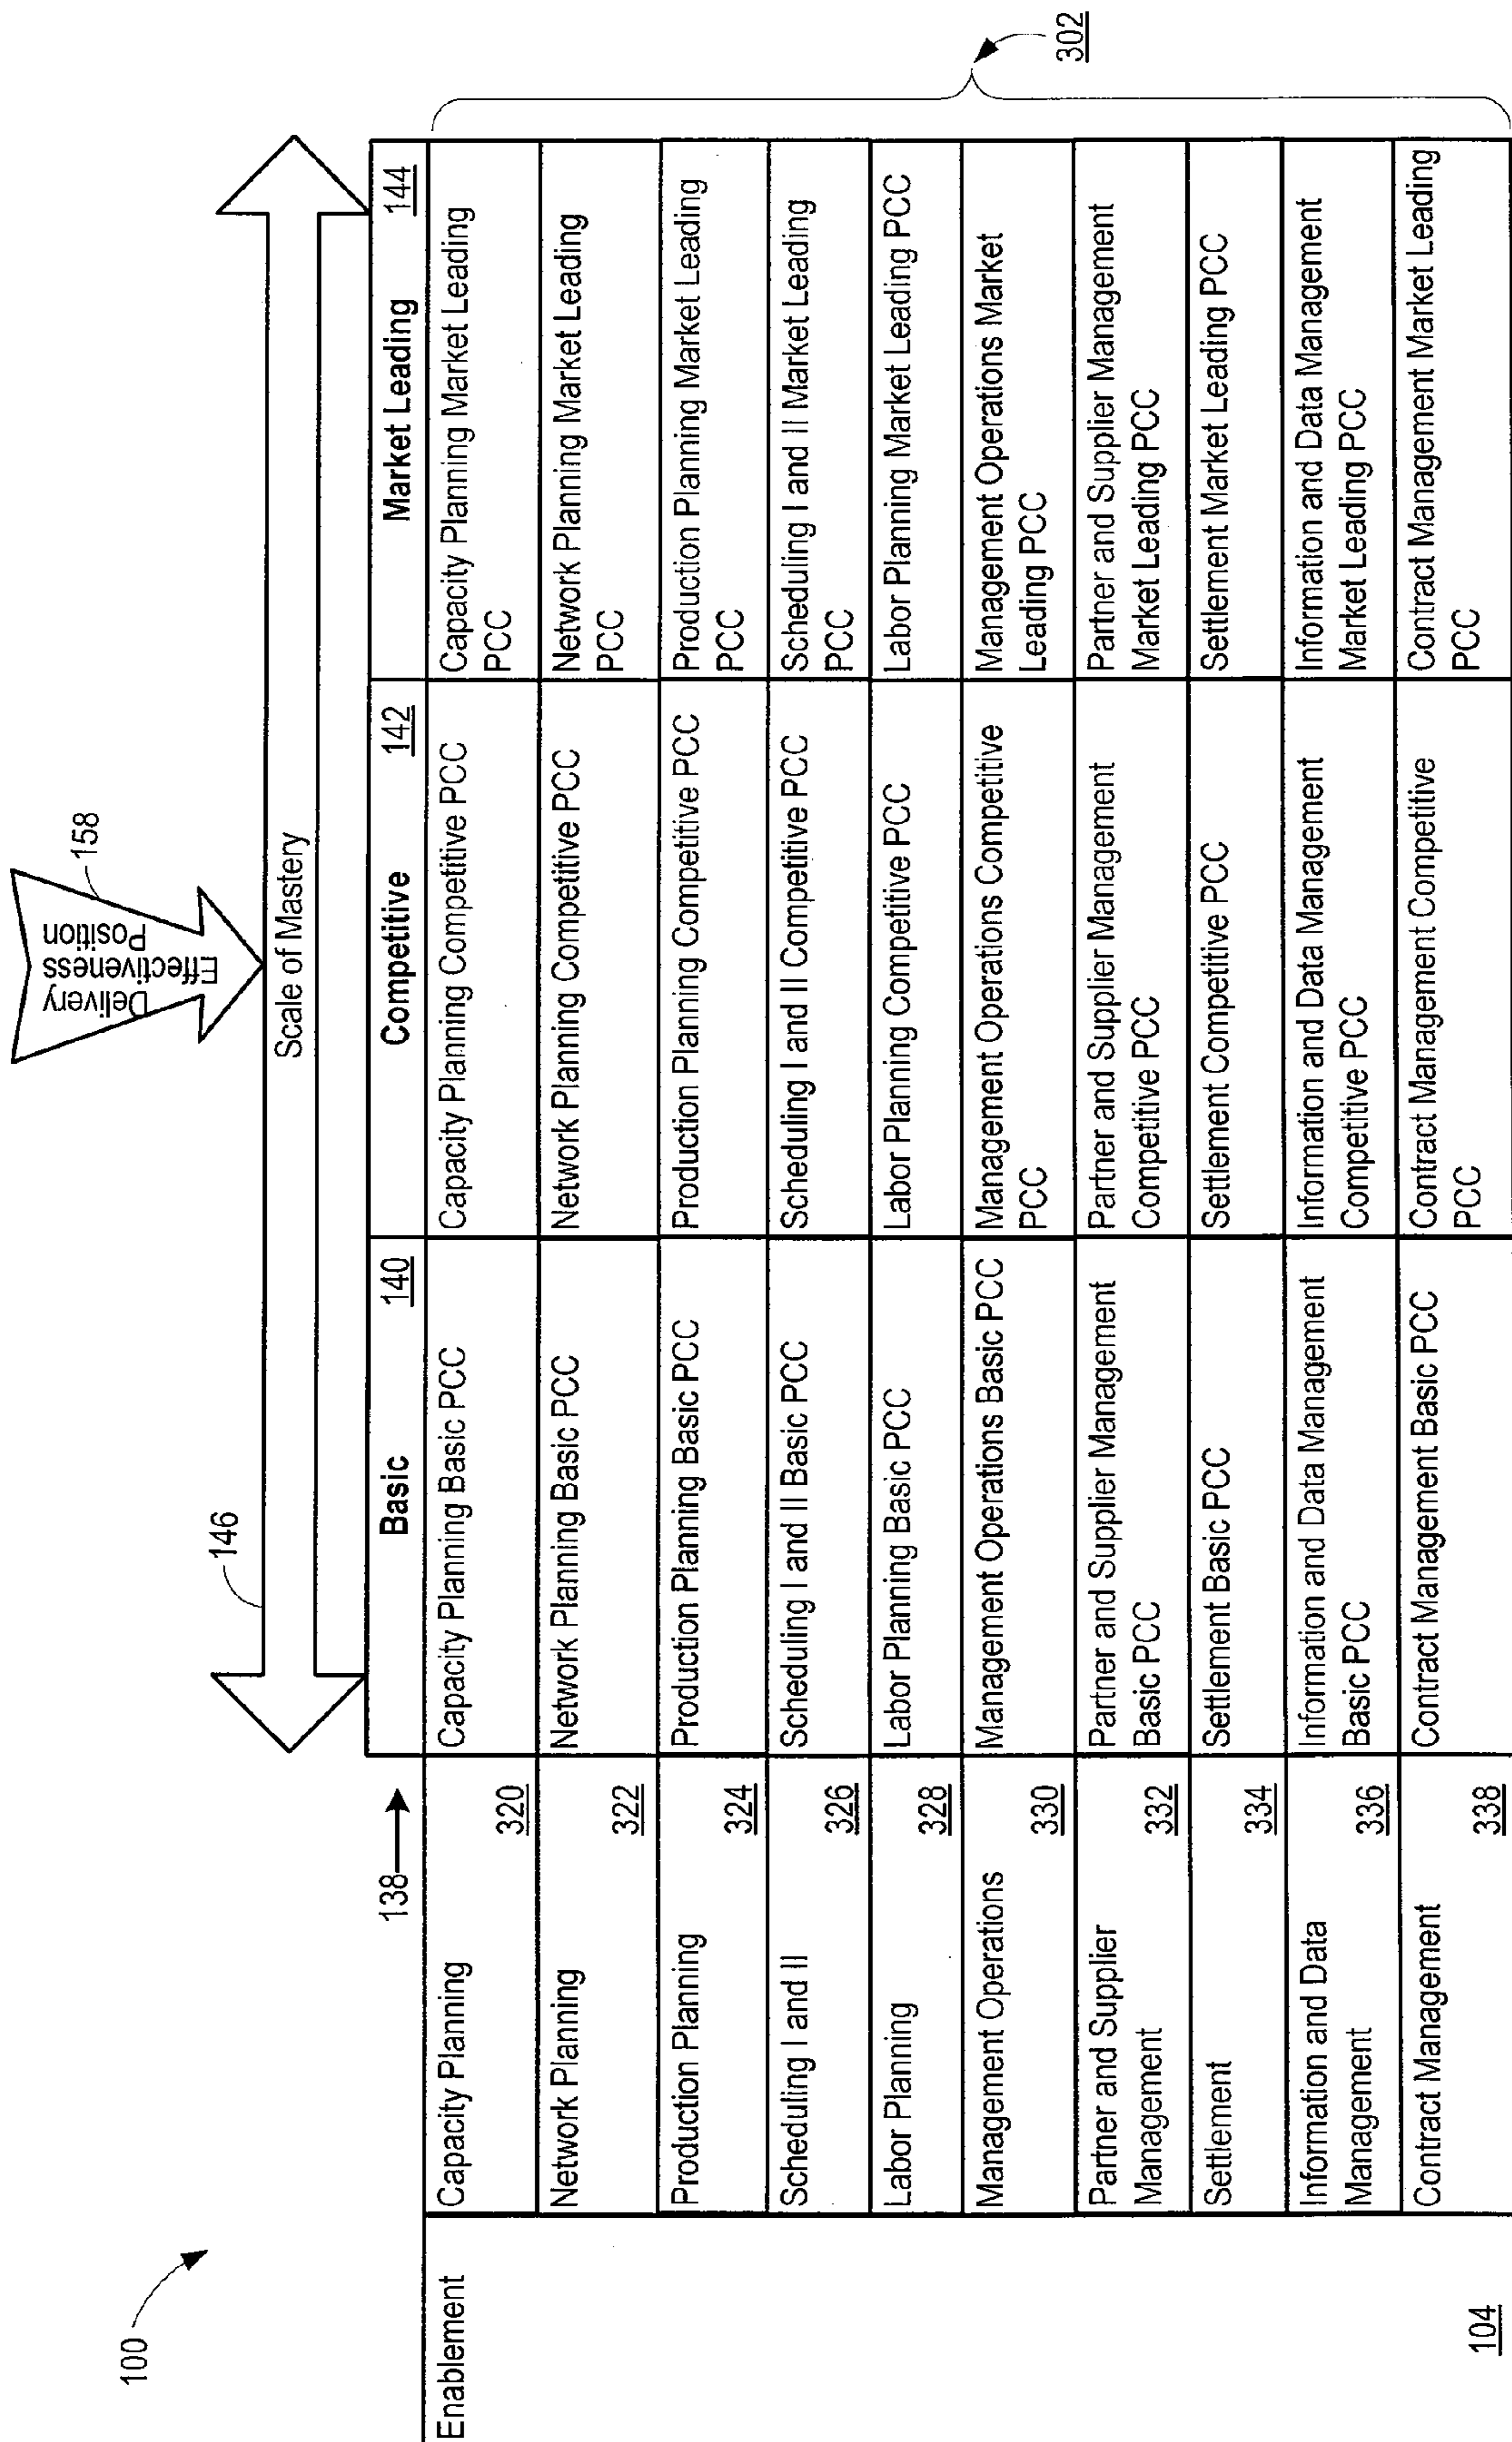 100
158
Delivery
Effectiveness
Position
146
Scale of Mastery
138
Basic
140
Competitive
142
Market Leading
144
302
Enablement
104
Capacity Planning
320
Capacity Planning Basic PCC
Capacity Planning Competitive PCC
Capacity Planning Market Leading
PCC
Network Planning
322
Network Planning Basic PCC
Network Planning Competitive PCC
Network Planning Market Leading
PCC
Production Planning
324
Production Planning Basic PCC
Production Planning Competitive PCC
Production Planning Market Leading
PCC
Scheduling I and II
326
Scheduling I and II Basic PCC
Scheduling I and II Competitive PCC
Scheduling I and II Market Leading
PCC
Labor Planning
328
Labor Planning Basic PCC
Labor Planning Competitive PCC
Labor Planning Market Leading PCC
Management Operations
330
Management Operations Basic PCC
Management Operations Competitive
PCC
Management Operations Market
Leading PCC
Partner and Supplier
Management
332
Partner and Supplier Management
Basic PCC
Partner and Supplier Management
Competitive PCC
Partner and Supplier Management
Market Leading PCC
Settlement
334
Settlement Basic PCC
Settlement Competitive PCC
Settlement Market Leading PCC
Information and Data
Management
336
Information and Data Management
Basic PCC
Information and Data Management
Competitive PCC
Information and Data Management
Market Leading PCC
Contract Management
338
Contract Management Basic PCC
Contract Management Competitive
PCC
Contract Management Market Leading
PCC